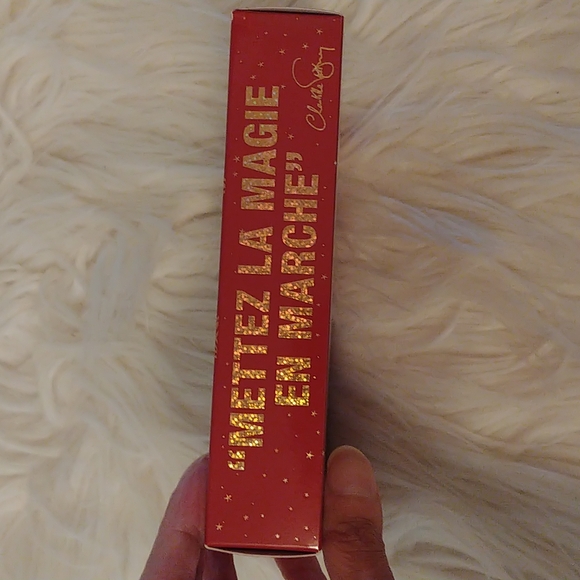 “METTEZ LA MAGIE
EN MARCHE”